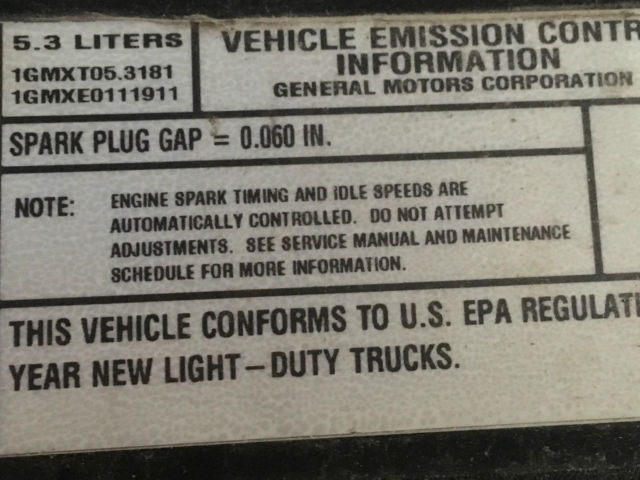 5.3 LITERS
1GMXT05.3181
1GMXE0111911
VEHICLE EMISSION CONTR
INFORMATION
GENERAL MOTORS CORPORATION
SPARK PLUG GAP = 0.060 IN.
NOTE: ENGINE SPARK TIMING AND IDLE SPEEDS ARE
AUTOMATICALLY CONTROLLED. DO NOT ATTEMPT
ADJUSTMENTS. SEE SERVICE MANUAL AND MAINTENANCE
SCHEDULE FOR MORE INFORMATION.
THIS VEHICLE CONFORMS TO U.S. EPA REGULATI
YEAR NEW LIGHT-DUTY TRUCKS.